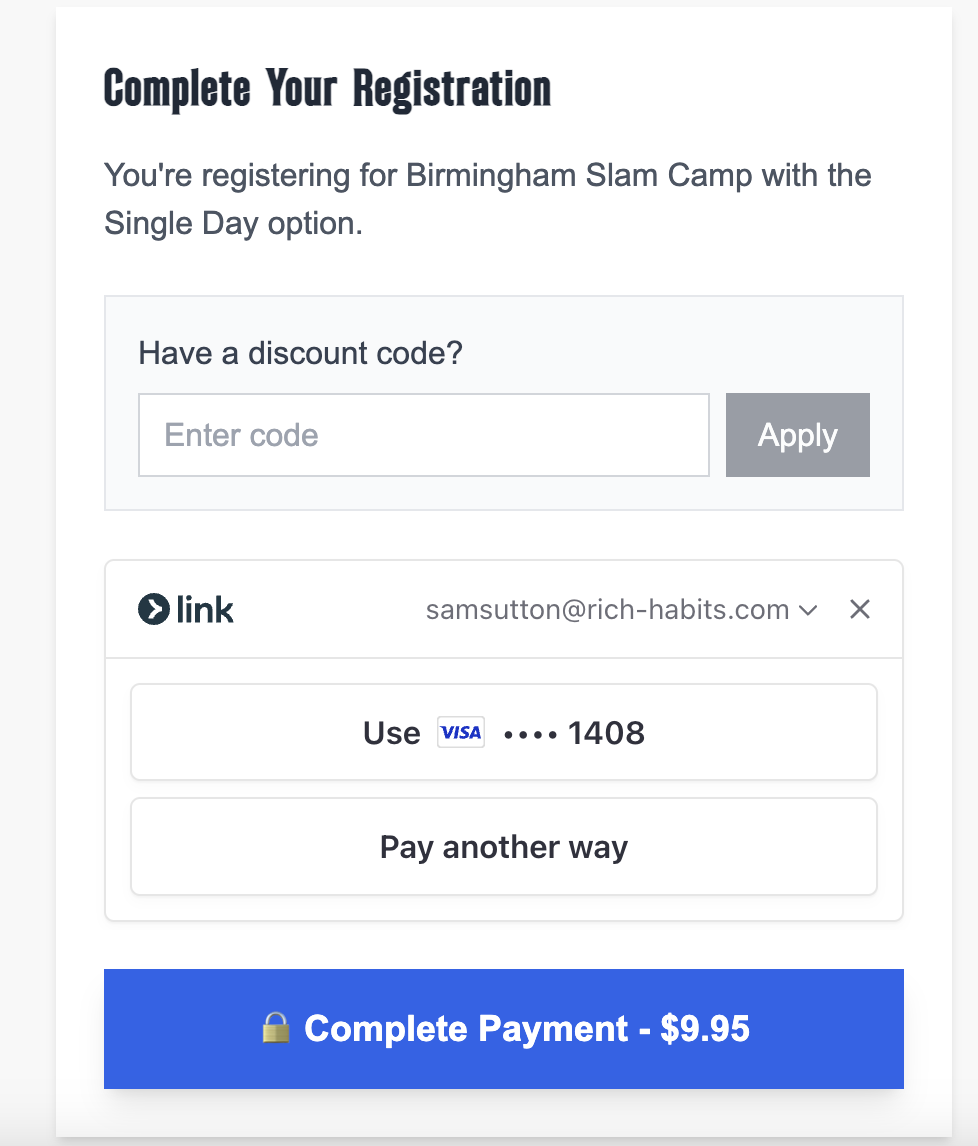 Complete Your Registration
You're registering for Birmingham Slam Camp with the
Single Day option.
Have a discount code?
Enter code
Apply
link
samsutton@rich-habits.com
Use VISA •••• 1408
Pay another way
🔒 Complete Payment - $9.95